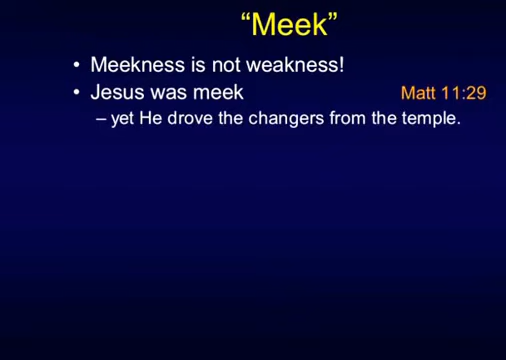 “Meek”
• Meekness is not weakness!
• Jesus was meek Matt 11:29
– yet He drove the changers from the temple.